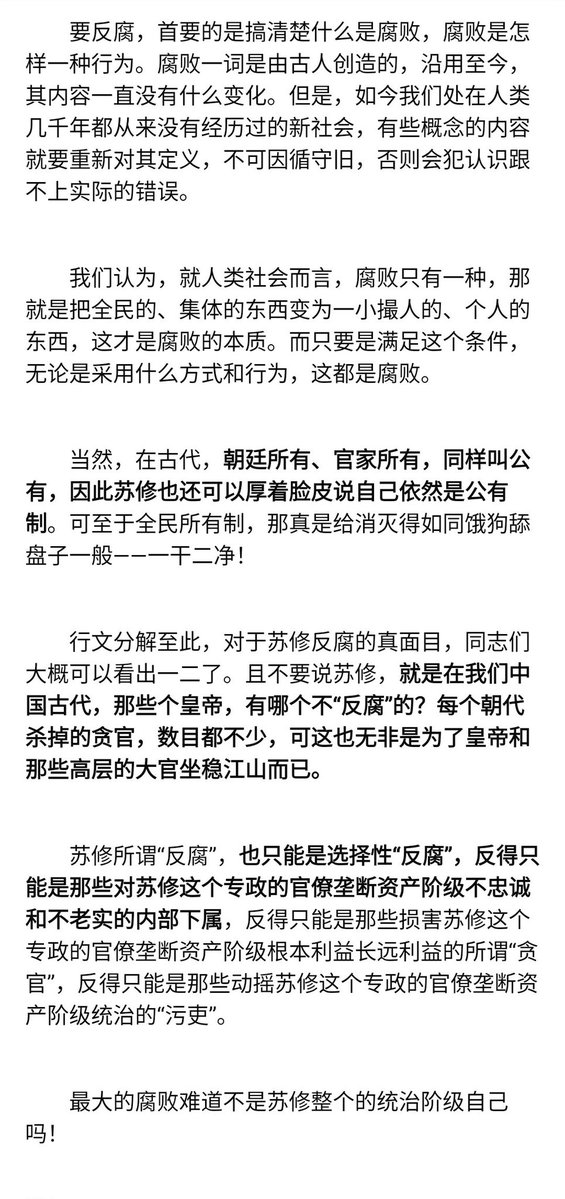 要反腐，首要的是搞清楚什么是腐败，腐败是怎
样一种行为。腐败一词是由古人创造的，沿用至今，
其内容一直没有什么变化。但是，如今我们处在人类
几千年都从来没有经历过的新社会，有些概念的内容
就要重新对其定义，不可因循守旧，否则会犯认识跟
不上实际的错误。
我们认为，就人类社会而言，腐败只有一种，那
就是把全民的、集体的东西变为一小撮人的、个人的
东西，这才是腐败的本质。而只要是满足这个条件，
无论是采用什么方式和行为，这都是腐败。
当然，在古代，朝廷所有、官家所有，同样叫公
有，因此苏修也还可以厚着脸皮说自己依然是公有
制。可至于全民所有制，那真是给消灭得如同饿狗舔
盘子一般——一干二净！
行文分解至此，对于苏修反腐的真面目，同志们
大概可以看出一二了。且不要说苏修，就是在我们中
国古代，那些个皇帝，有哪个不“反腐”的？每个朝代
杀掉的贪官，数目都不少，可这也无非是为了皇帝和
那些高层的大官坐稳江山而已。
苏修所谓“反腐”，也只能是选择性“反腐”，反得只
能是那些对苏修这个专政的官僚垄断资产阶级不忠诚
和不老实的内部下属，反得只能是那些损害苏修这个
专政的官僚垄断资产阶级根本利益长远利益的所谓“贪
官”，反得只能是那些动摇苏修这个专政的官僚垄断资
产阶级统治的“污吏”。
最大的腐败难道不是苏修整个的统治阶级自己
吗！